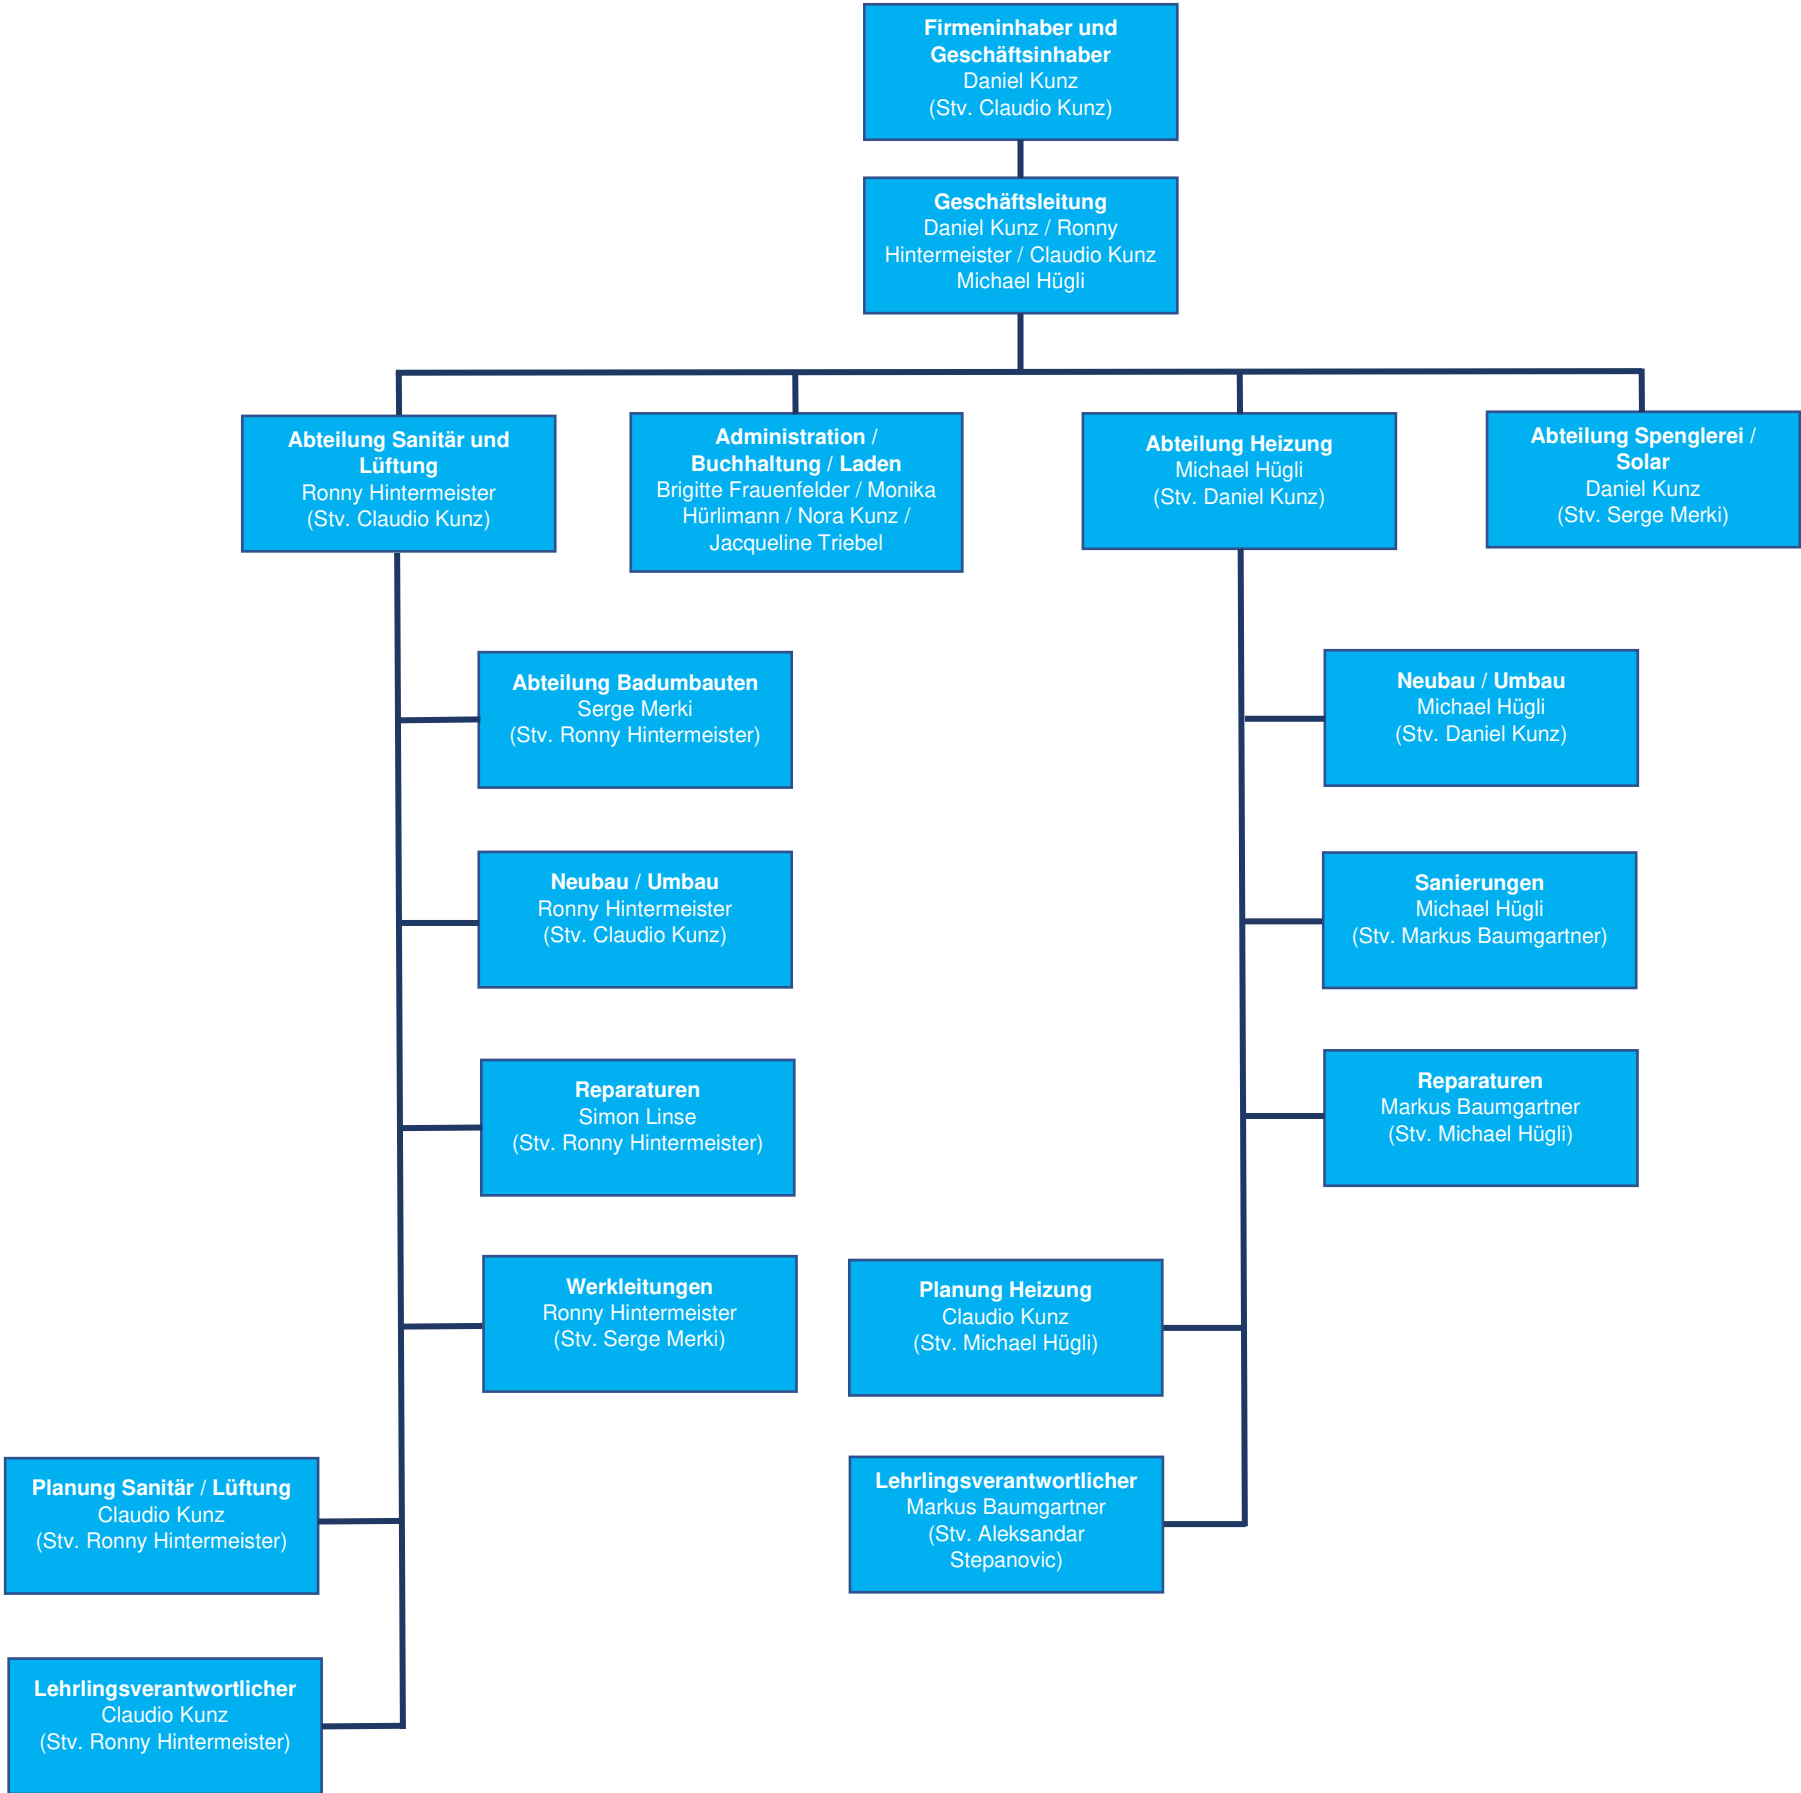 Firmeninhaber und
Geschäftsinhaber
Daniel Kunz
(Stv. Claudio Kunz)
Geschäftsleitung
Daniel Kunz / Ronny
Hintermeister / Claudio Kunz
Michael Hügli
Abteilung Sanitär und
Lüftung
Ronny Hintermeister
(Stv. Claudio Kunz)
Administration /
Buchhaltung / Laden
Brigitte Frauenfelder / Monika
Hürlimann / Nora Kunz /
Jacqueline Triebel
Abteilung Heizung
Michael Hügli
(Stv. Daniel Kunz)
Abteilung Spenglerei /
Solar
Daniel Kunz
(Stv. Serge Merki)
Abteilung Badumbauten
Serge Merki
(Stv. Ronny Hintermeister)
Neubau / Umbau
Michael Hügli
(Stv. Daniel Kunz)
Neubau / Umbau
Ronny Hintermeister
(Stv. Claudio Kunz)
Sanierungen
Michael Hügli
(Stv. Markus Baumgartner)
Reparaturen
Simon Linse
(Stv. Ronny Hintermeister)
Reparaturen
Markus Baumgartner
(Stv. Michael Hügli)
Werkleitungen
Ronny Hintermeister
(Stv. Serge Merki)
Planung Heizung
Claudio Kunz
(Stv. Michael Hügli)
Planung Sanitär / Lüftung
Claudio Kunz
(Stv. Ronny Hintermeister)
Lehrlingsverantwortlicher
Markus Baumgartner
(Stv. Aleksandar
Stepanovic)
Lehrlingsverantwortlicher
Claudio Kunz
(Stv. Ronny Hintermeister)